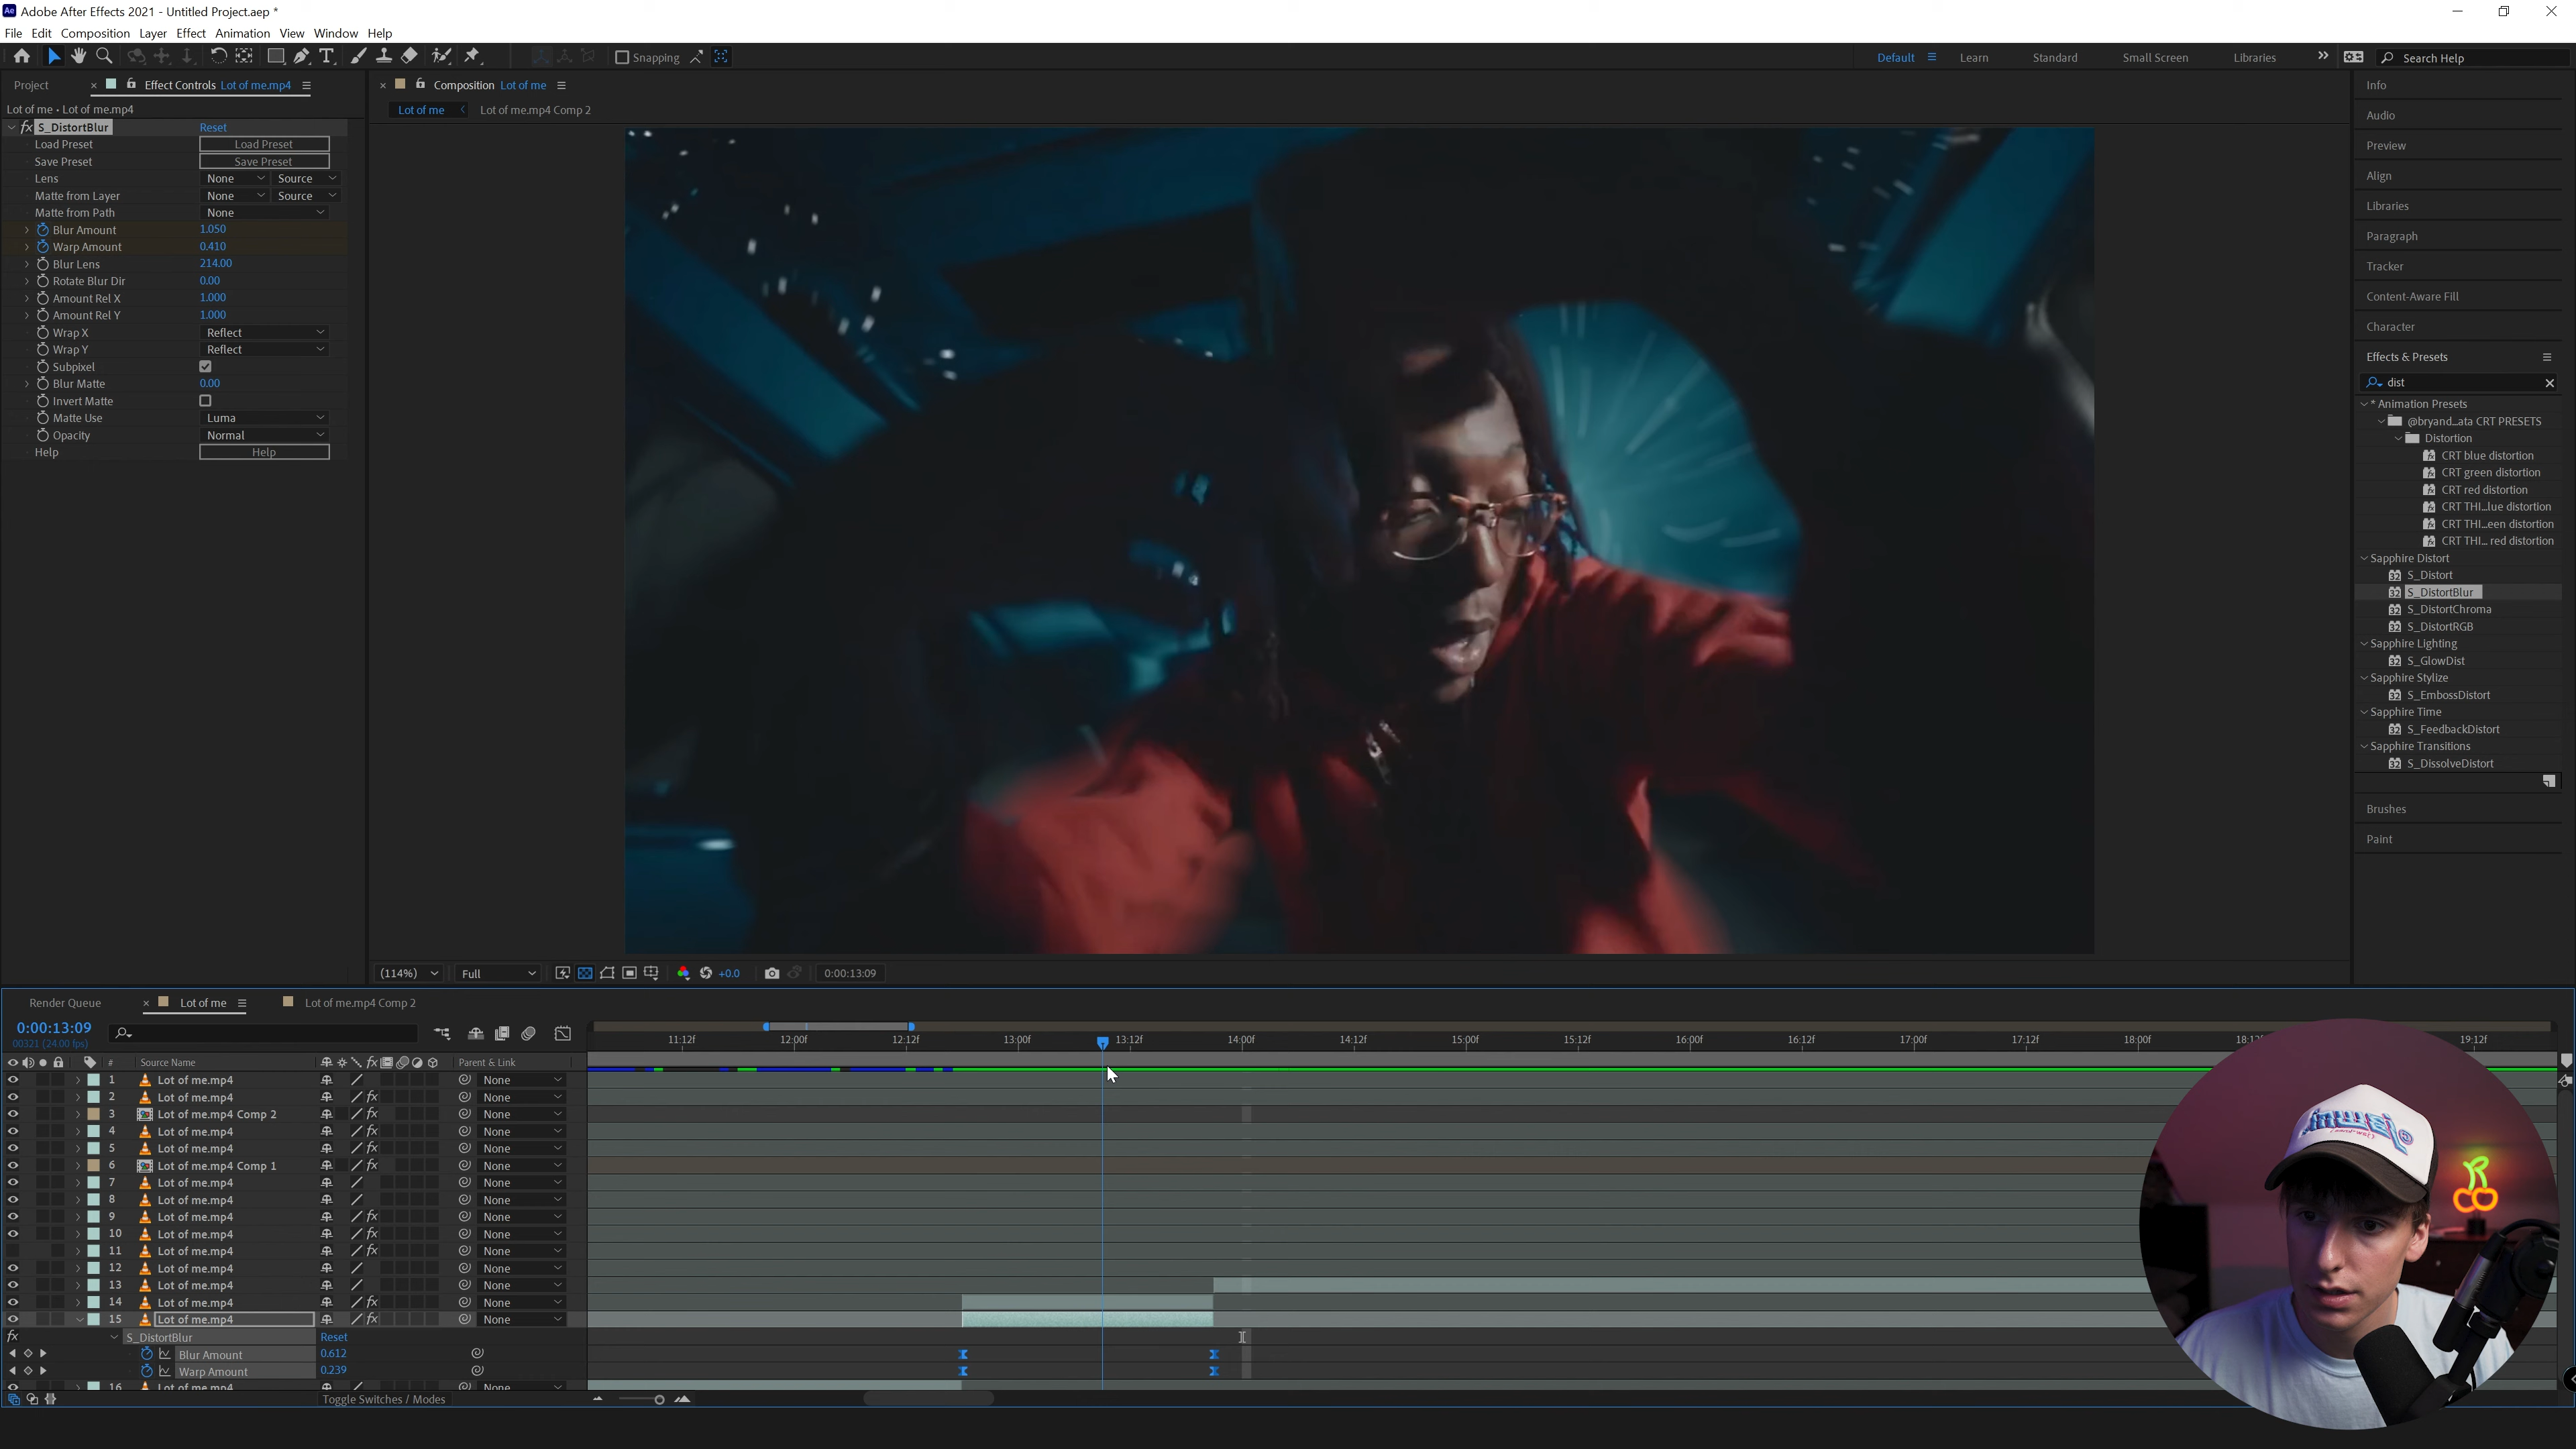 Ae Adobe After Effects 2021 - Untitled Project.aep *
File Edit Composition Layer Effect Animation View Window Help
Snapping
Default Learn Standard Small Screen Libraries Search Help
Project Effect Controls Lot of me.mp4
Lot of me • Lot of me.mp4
fx S_DistortBlur Reset
Load Preset Load Preset
Save Preset Save Preset
Lens None Source
Matte from Layer None Source
Matte from Path None
Blur Amount 1.050
Warp Amount 0.410
Blur Lens 214.00
Rotate Blur Dir 0.00
Amount Rel X 1.000
Amount Rel Y 1.000
Wrap X Reflect
Wrap Y Reflect
Subpixel
Blur Matte 0.00
Invert Matte
Matte Use Luma
Opacity Normal
Help Help
Composition Lot of me
Lot of me Lot of me.mp4 Comp 2
(114%) Full +0.0 0:00:13:09
Info
Audio
Preview
Align
Libraries
Paragraph
Tracker
Content-Aware Fill
Character
Effects & Presets
dist
* Animation Presets
@bryand...ata CRT PRESETS
Distortion
CRT blue distortion
CRT green distortion
CRT red distortion
CRT THI...lue distortion
CRT THI...een distortion
CRT THI... red distortion
Sapphire Distort
S_Distort
S_DistortBlur
S_DistortChroma
S_DistortRGB
Sapphire Lighting
S_GlowDist
Sapphire Stylize
S_EmbossDistort
Sapphire Time
S_FeedbackDistort
Sapphire Transitions
S_DissolveDistort
Brushes
Paint
Render Queue Lot of me Lot of me.mp4 Comp 2
0:00:13:09
00321 (24.00 fps)
11:12f 12:00f 12:12f 13:00f 13:12f 14:00f 14:12f 15:00f 15:12f 16:00f 16:12f 17:00f 17:12f 18:00f 18:12 19:12f
# Source Name Parent & Link
1 Lot of me.mp4 None
2 Lot of me.mp4 fx None
3 Lot of me.mp4 Comp 2 fx None
4 Lot of me.mp4 fx None
5 Lot of me.mp4 fx None
6 Lot of me.mp4 Comp 1 fx None
7 Lot of me.mp4 None
8 Lot of me.mp4 None
9 Lot of me.mp4 fx None
10 Lot of me.mp4 fx None
11 Lot of me.mp4 fx None
12 Lot of me.mp4 None
13 Lot of me.mp4 None
14 Lot of me.mp4 fx None
15 Lot of me.mp4 fx None
fx S_DistortBlur Reset
Blur Amount 0.612
Warp Amount 0.239
16 Lot of me.mp4 None
Toggle Switches / Modes